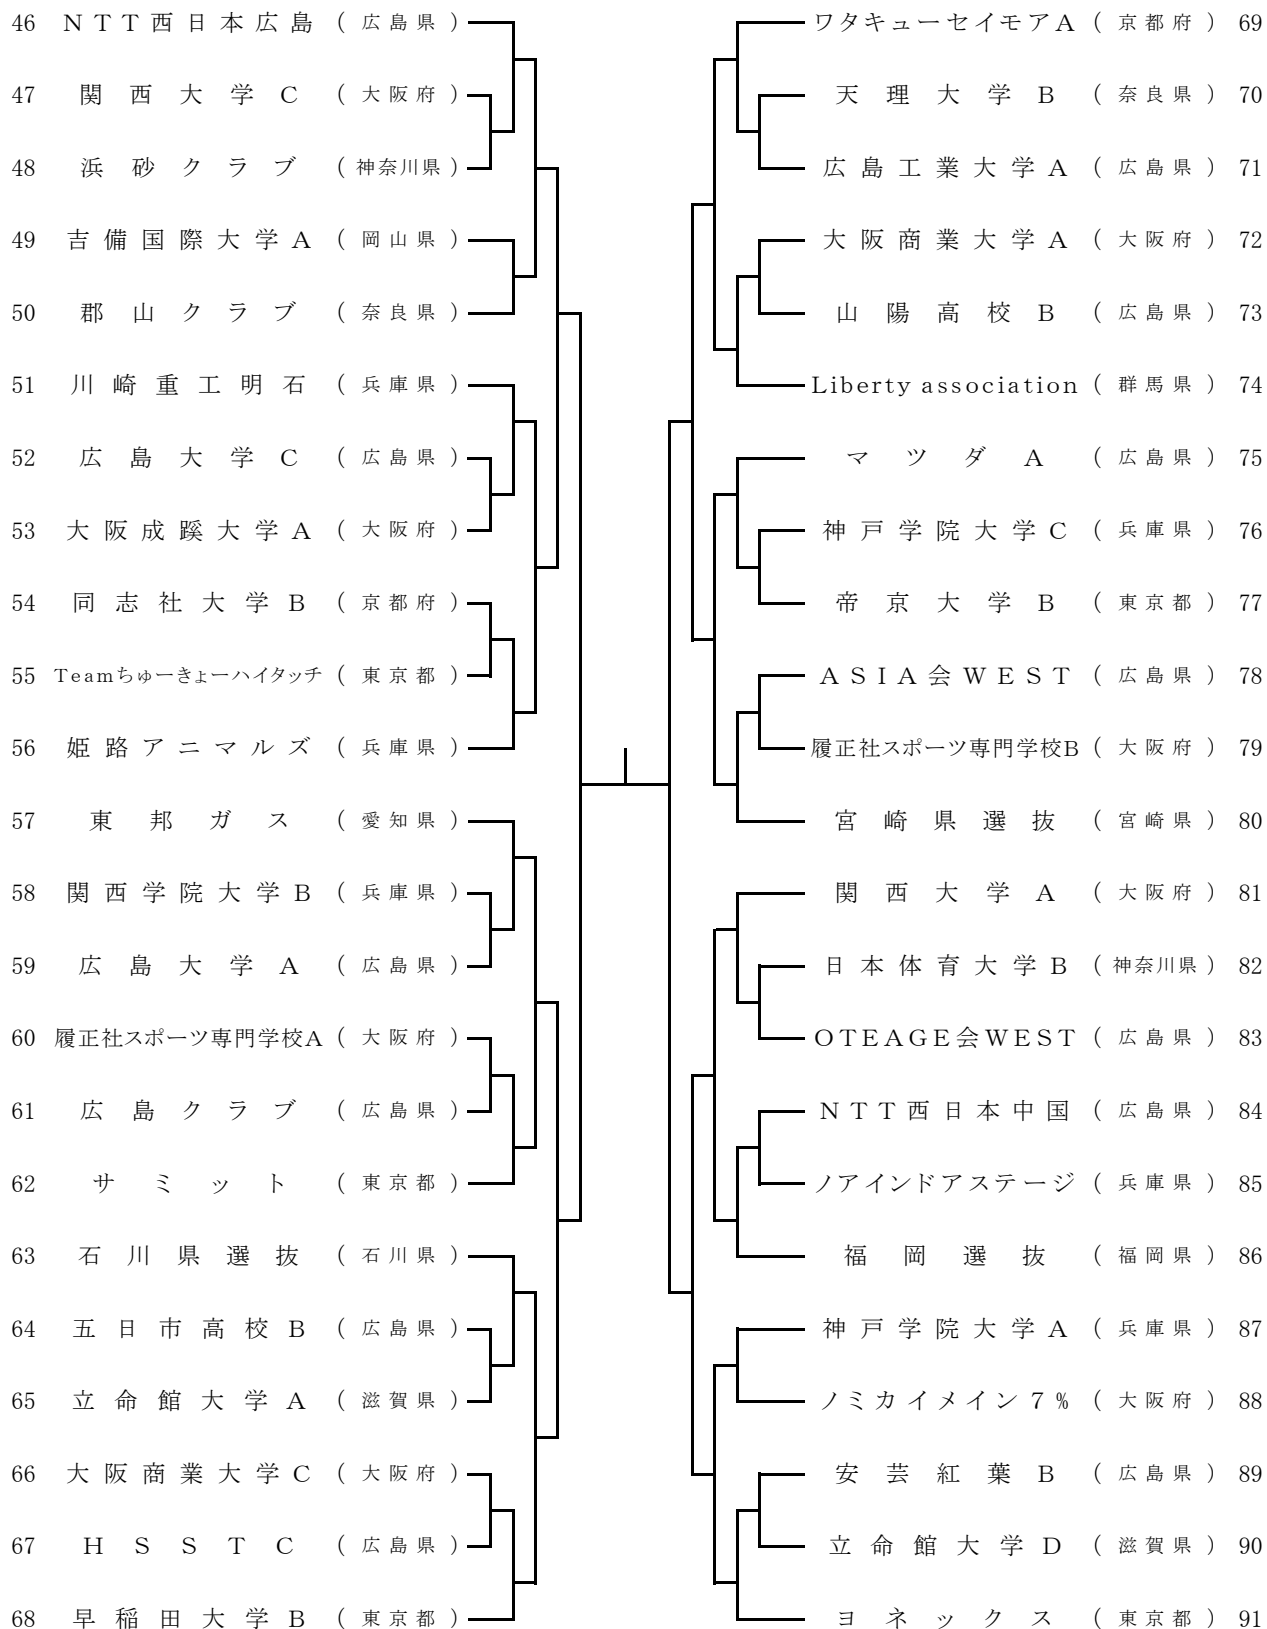 46 NTT西日本広島 (広島県)
47 関西大学C (大阪府)
48 浜砂クラブ (神奈川県)
49 吉備国際大学A (岡山県)
50 郡山クラブ (奈良県)
51 川崎重工明石 (兵庫県)
52 広島大学C (広島県)
53 大阪成蹊大学A (大阪府)
54 同志社大学B (京都府)
55 Teamちゅーきょーハイタッチ (東京都)
56 姫路アニマルズ (兵庫県)
57 東邦ガス (愛知県)
58 関西学院大学B (兵庫県)
59 広島大学A (広島県)
60 履正社スポーツ専門学校A (大阪府)
61 広島クラブ (広島県)
62 サミット (東京都)
63 石川県選抜 (石川県)
64 五日市高校B (広島県)
65 立命館大学A (滋賀県)
66 大阪商業大学C (大阪府)
67 HSSTC (広島県)
68 早稲田大学B (東京都)
ワタキューセイモアA (京都府) 69
天理大学B (奈良県) 70
広島工業大学A (広島県) 71
大阪商業大学A (大阪府) 72
山陽高校B (広島県) 73
Liberty association (群馬県) 74
マツダA (広島県) 75
神戸学院大学C (兵庫県) 76
帝京大学B (東京都) 77
ASIA会WEST (広島県) 78
履正社スポーツ専門学校B (大阪府) 79
宮崎県選抜 (宮崎県) 80
関西大学A (大阪府) 81
日本体育大学B (神奈川県) 82
OTEAGE会WEST (広島県) 83
NTT西日本中国 (広島県) 84
ノアインドアステージ (兵庫県) 85
福岡選抜 (福岡県) 86
神戸学院大学A (兵庫県) 87
ノミカイメイン7% (大阪府) 88
安芸紅葉B (広島県) 89
立命館大学D (滋賀県) 90
ヨネックス (東京都) 91